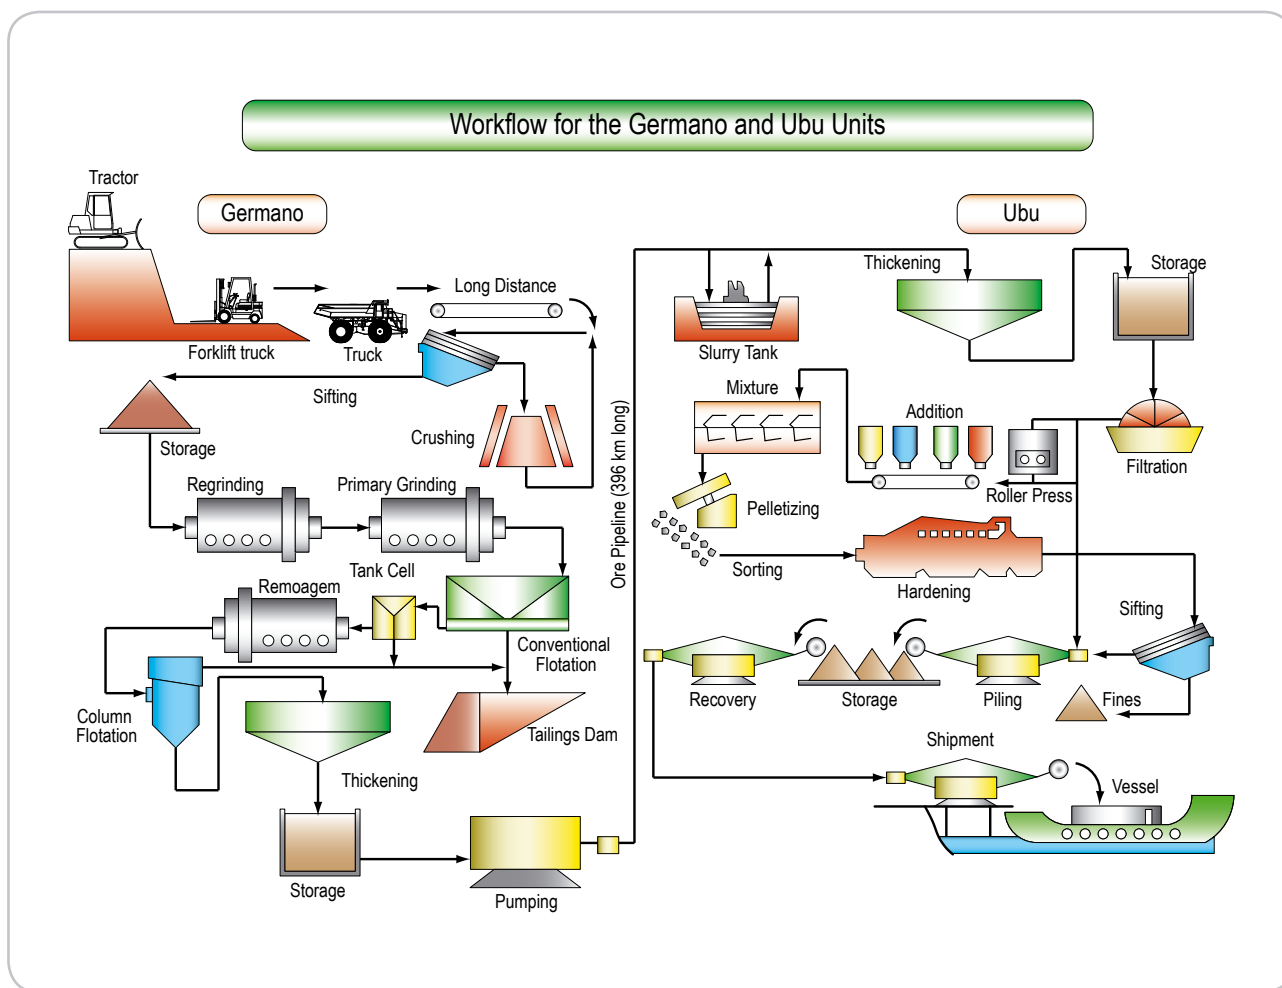 Workflow for the Germano and Ubu Units
Tractor
Germano
Ubu
Long Distance
Thickening
Storage
Forklift truck
Truck
Slurry Tank
Sifting
Mixture
Addition
Crushing
Storage
Filtration
Regrinding
Primary Grinding
Roller Press
Pelletizing
Ore Pipeline (396 km long)
Tank Cell
Sorting
Remoagem
Hardening
Sifting
Conventional
Flotation
Recovery
Storage
Piling
Fines
Column
Flotation
Tailings Dam
Shipment
Thickening
Vessel
Storage
Pumping